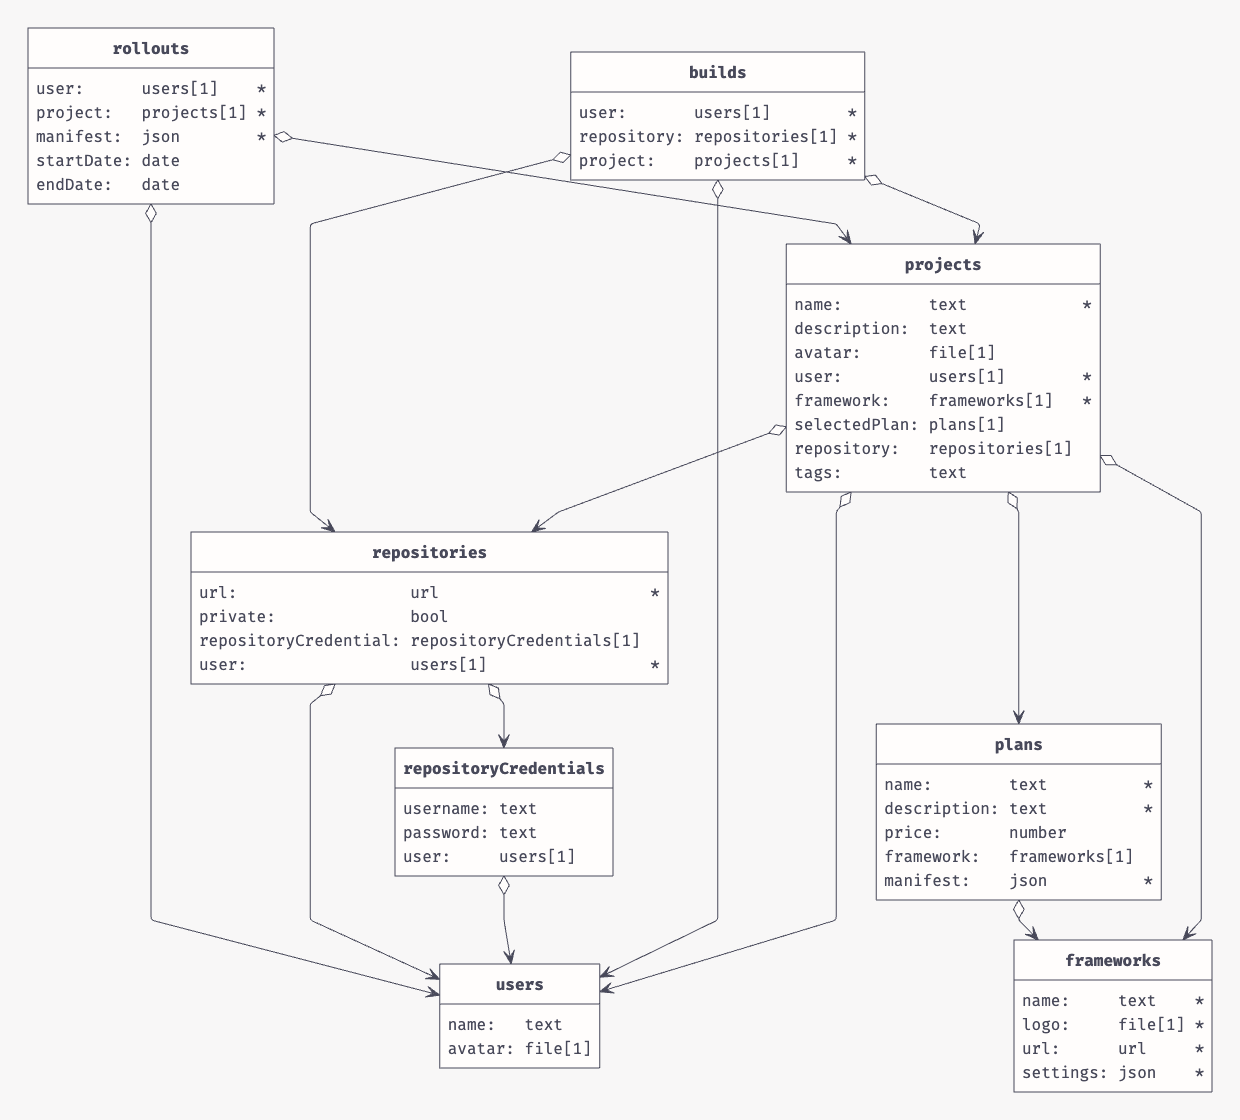 rollouts
user: users[1] *
project: projects[1] *
manifest: json *
startDate: date
endDate: date
builds
user: users[1] *
repository: repositories[1] *
project: projects[1] *
projects
name: text *
description: text
avatar: file[1]
user: users[1] *
framework: frameworks[1] *
selectedPlan: plans[1]
repository: repositories[1]
tags: text
repositories
url: url *
private: bool
repositoryCredential: repositoryCredentials[1]
user: users[1] *
repositoryCredentials
username: text
password: text
user: users[1]
plans
name: text *
description: text *
price: number
framework: frameworks[1]
manifest: json *
users
name: text
avatar: file[1]
frameworks
name: text *
logo: file[1] *
url: url *
settings: json *